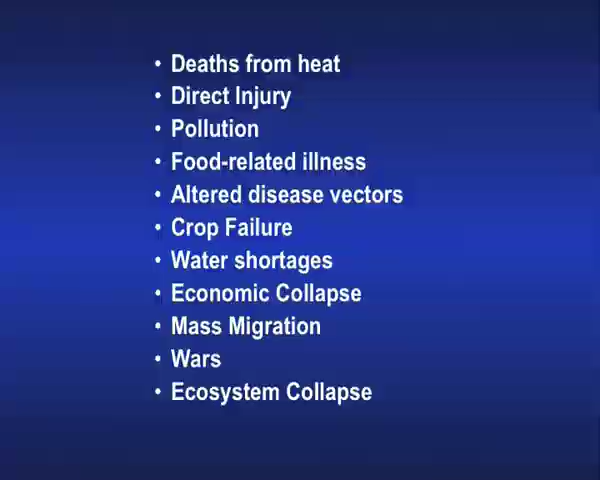 • Deaths from heat
• Direct Injury
• Pollution
• Food-related illness
• Altered disease vectors
• Crop Failure
• Water shortages
• Economic Collapse
• Mass Migration
• Wars
• Ecosystem Collapse